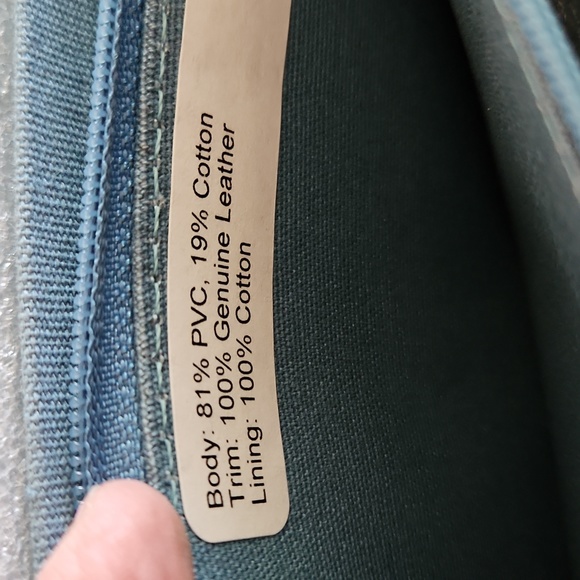 Body: 81% PVC, 19% Cotton
Trim: 100% Genuine Leather
Lining: 100% Cotton